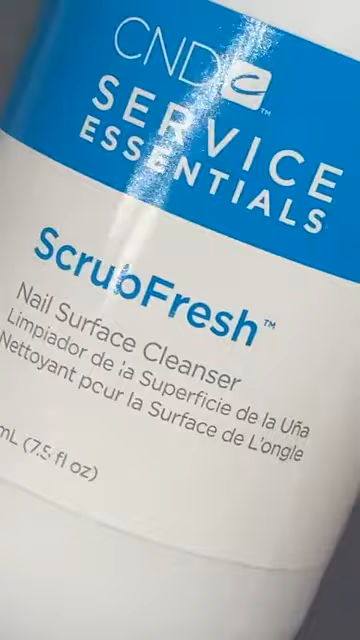 CND
SERVICE
ESSENTIALS
ScrubFresh™
Nail Surface Cleanser
Limpiador de la Superficie de la Uña
Nettoyant pour la Surface de L'ongle
mL (7.5 fl oz)